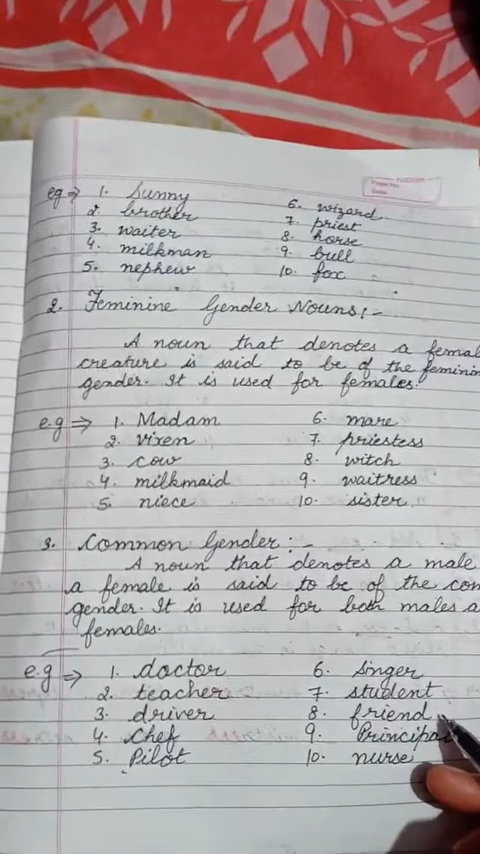 eg ⇒ 1. Sunny 6. wizard
2. brother 7. priest
3. waiter 8. horse
4. milkman 9. bull
5. nephew 10. fox
2. Feminine Gender Nouns:-
A noun that denotes a femal
creature is said to be of the feminin
gender. It is used for females.
e.g ⇒ 1. Madam 6. mare
2. vixen 7. priestess
3. cow 8. witch
4. milkmaid 9. waitress
5. niece 10. sister
3. Common Gender:-
A noun that denotes a male
a female is said to be of the com
gender. It is used for both males a
females.
e.g ⇒ 1. doctor 6. Singer
2. teacher 7. student
3. driver 8. friend
4. Chef 9. Principal
5. Pilot 10. nurse